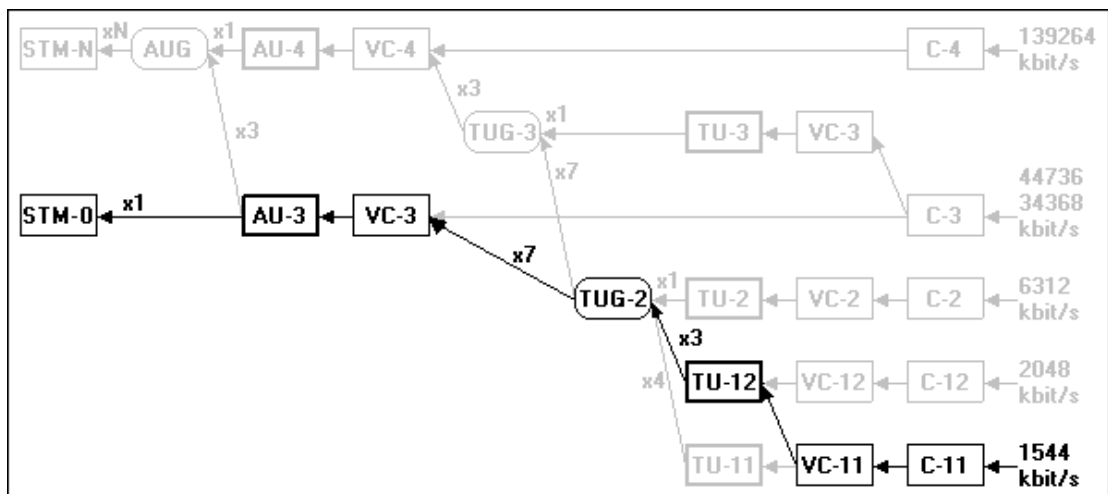 STM-N xN AUG x1 AU-4 VC-4 C-4 139264
kbit/s
x3
x3 TUG-3 x1 TU-3 VC-3
x7
44736
STM-0 x1 AU-3 VC-3 C-3 34368
kbit/s
x7
TUG-2 x1 TU-2 VC-2 C-2 6312
kbit/s
x3
x4 TU-12 VC-12 C-12 2048
kbit/s
TU-11 VC-11 C-11 1544
kbit/s